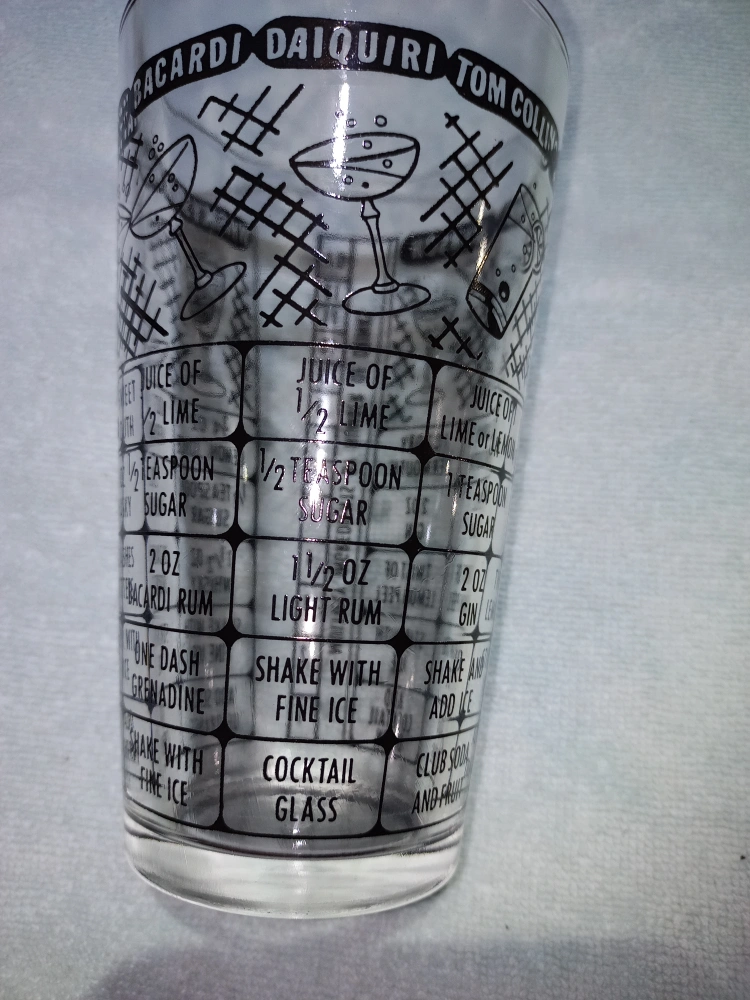 BACARDI DAIQUIRI TOM COLLIN
JUICE OF
1/2 LIME
1/2 TEASPOON
SUGAR
2 OZ
BACARDI RUM
ONE DASH
GRENADINE
SHAKE WITH
FINE ICE
JUICE OF
1/2 LIME
1/2 TEASPOON
SUGAR
1 1/2 OZ
LIGHT RUM
SHAKE WITH
FINE ICE
COCKTAIL
GLASS
JUICE OF
LIME or LEMON
1 TEASPOON
SUGAR
2 OZ
GIN
SHAKE AND
ADD ICE
CLUB SODA
AND FRUIT